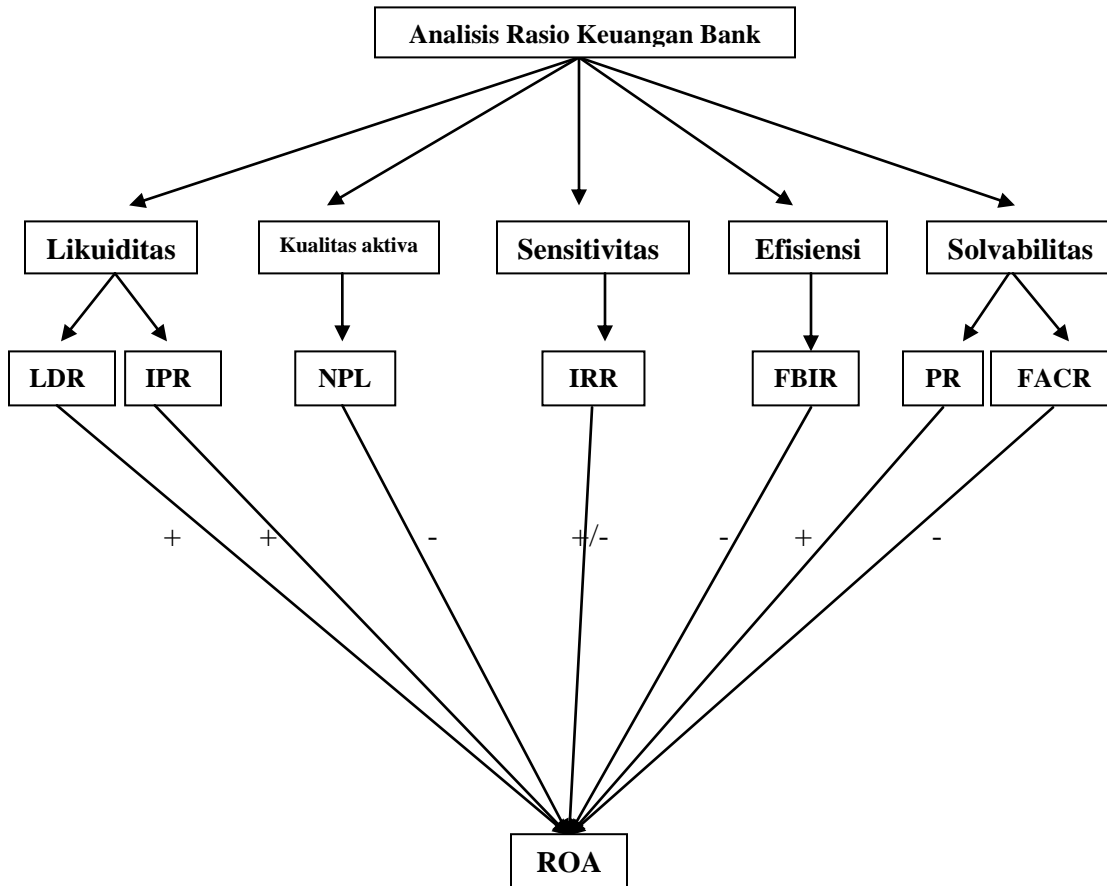 Analisis Rasio Keuangan Bank
Likuiditas Kualitas aktiva Sensitivitas Efisiensi Solvabilitas
LDR IPR NPL IRR FBIR PR FACR
+ + - +/- - + -
ROA